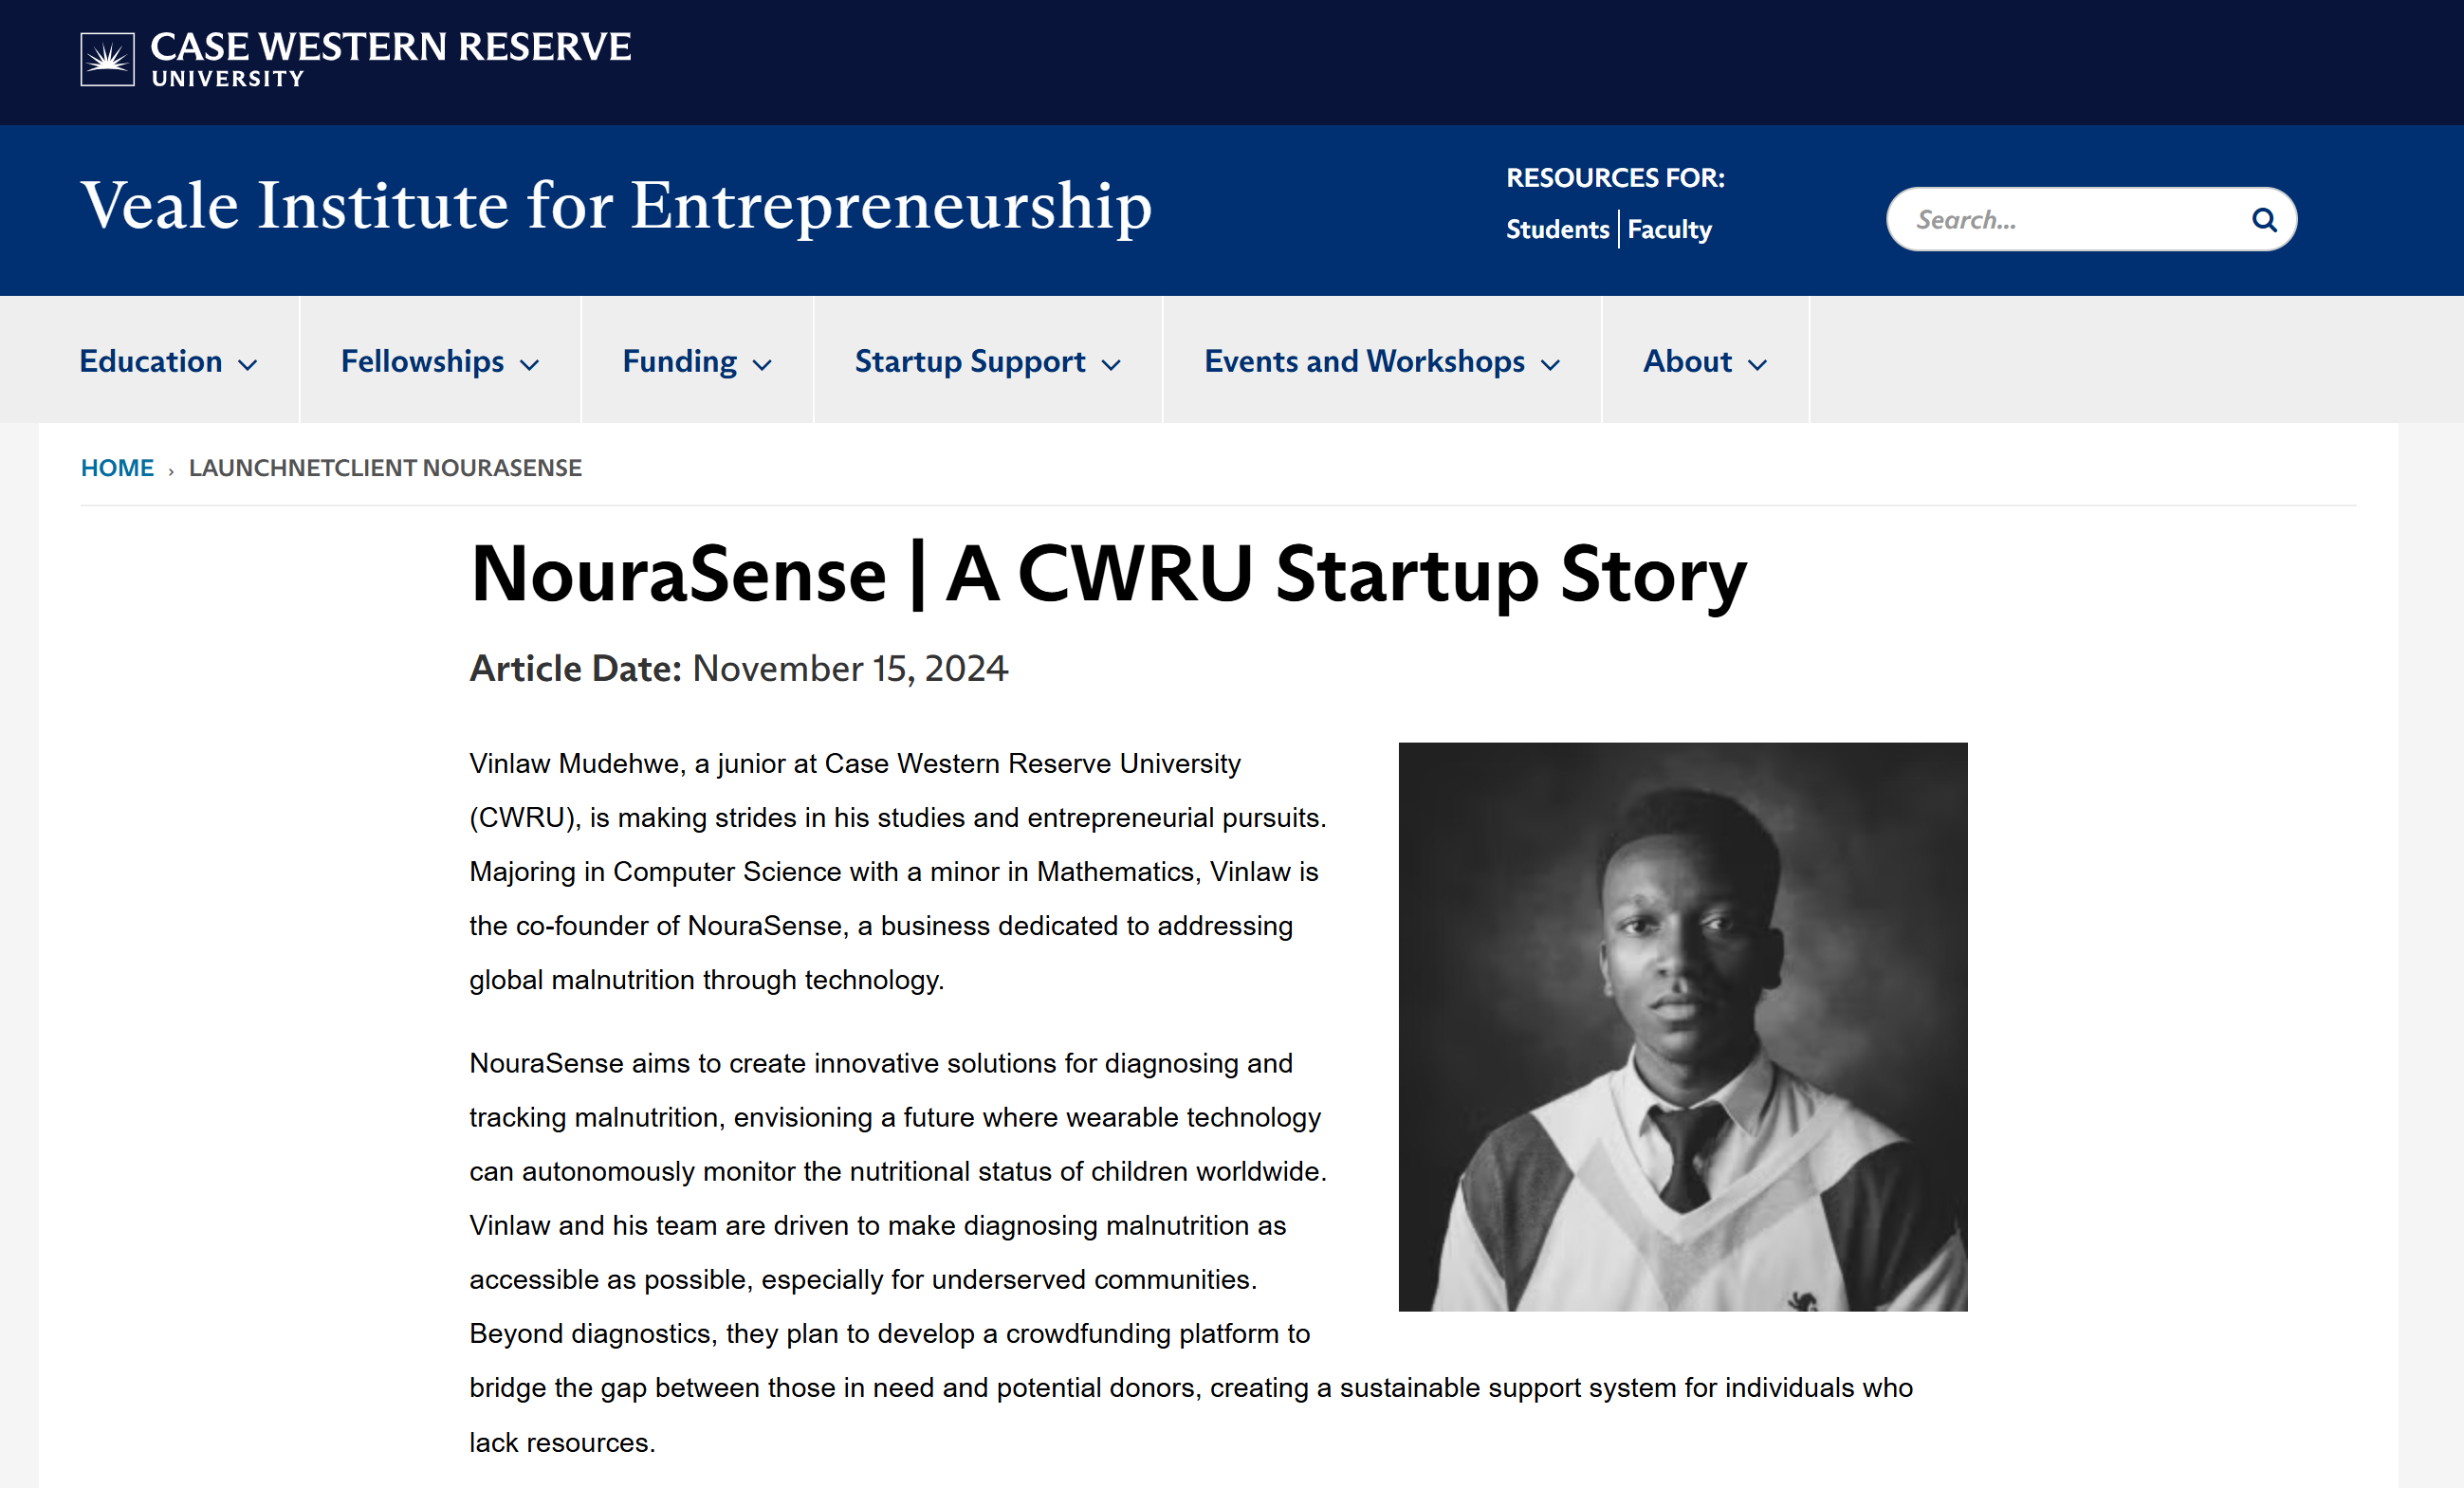 CASE WESTERN RESERVE
UNIVERSITY
Veale Institute for Entrepreneurship
RESOURCES FOR:
Students
Faculty
Search...
Education
Fellowships
Funding
Startup Support
Events and Workshops
About
HOME › LAUNCHNETCLIENT NOURASENSE
NouraSense | A CWRU Startup Story
Article Date: November 15, 2024
Vinlaw Mudehwe, a junior at Case Western Reserve University
(CWRU), is making strides in his studies and entrepreneurial pursuits.
Majoring in Computer Science with a minor in Mathematics, Vinlaw is
the co-founder of NouraSense, a business dedicated to addressing
global malnutrition through technology.
NouraSense aims to create innovative solutions for diagnosing and
tracking malnutrition, envisioning a future where wearable technology
can autonomously monitor the nutritional status of children worldwide.
Vinlaw and his team are driven to make diagnosing malnutrition as
accessible as possible, especially for underserved communities.
Beyond diagnostics, they plan to develop a crowdfunding platform to
bridge the gap between those in need and potential donors, creating a sustainable support system for individuals who
lack resources.